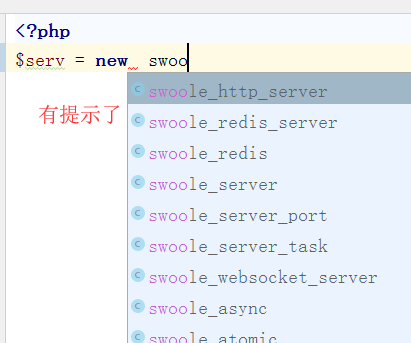 <?php
$serv = new  swoo
swoole_http_server
有提示了
swoole_redis_server
swoole_redis
swoole_server
swoole_server_port
swoole_server_task
swoole_websocket_server
swoole_async
swoole_atomic